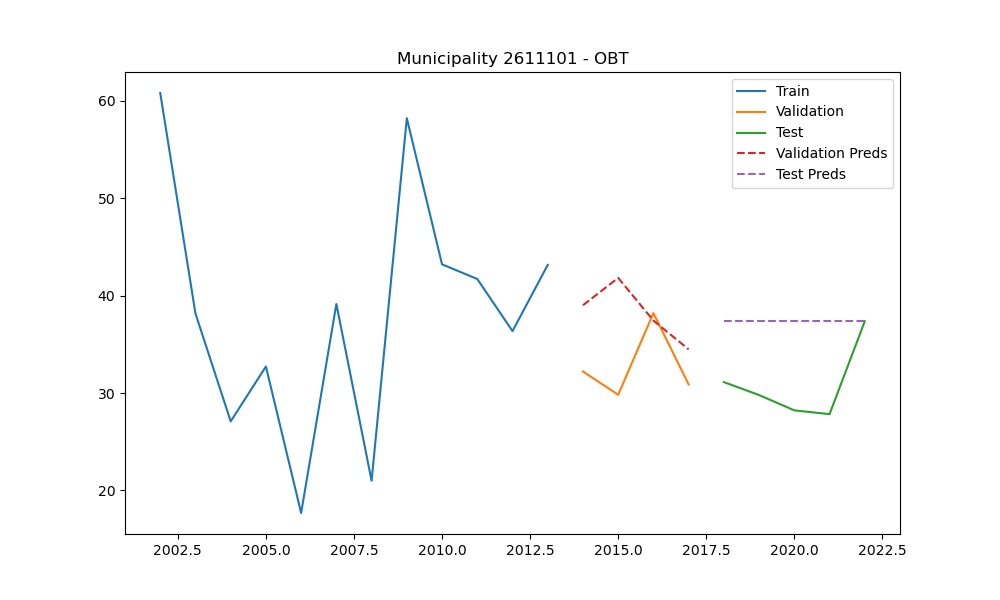 Municipality 2611101 - OBT
60
50
40
30
20
2002.5
2005.0
2007.5
2010.0
2012.5
2015.0
2017.5
2020.0
2022.5
Train
Validation
Test
Validation Preds
Test Preds